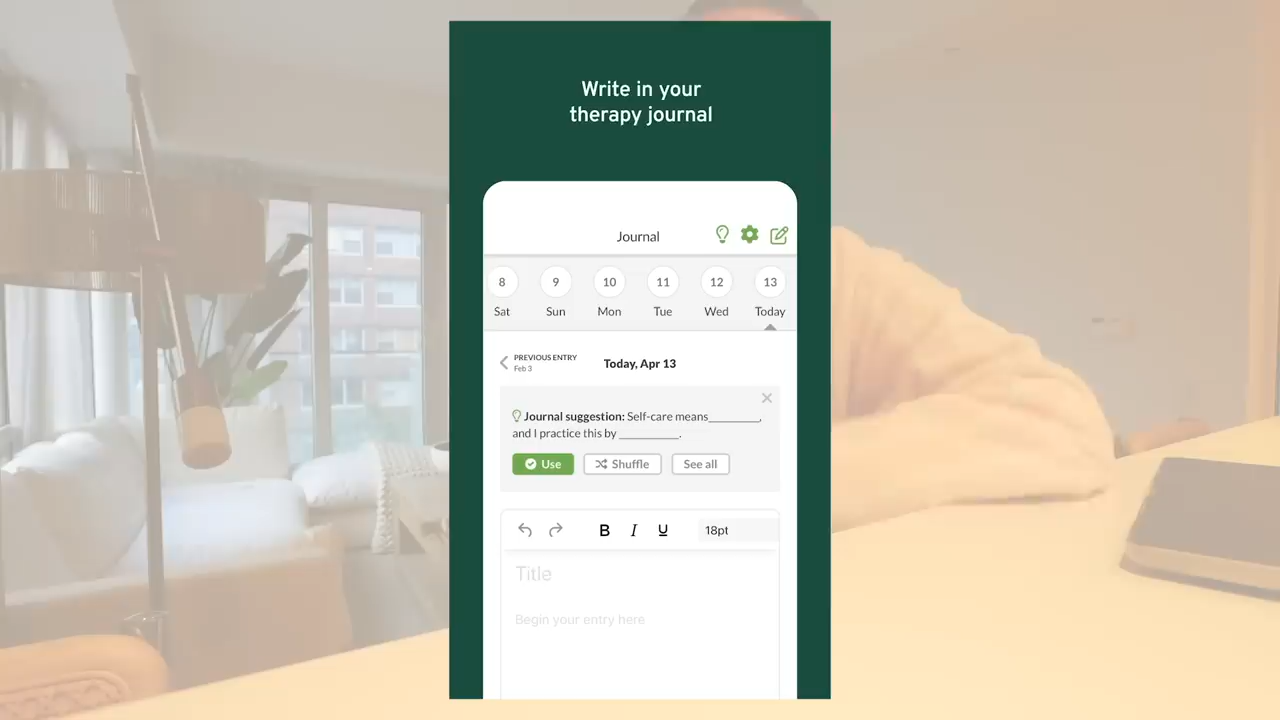 Write in your
therapy journal
Journal
8 9 10 11 12 13
Sat Sun Mon Tue Wed Today
PREVIOUS ENTRY
Feb 3
Today, Apr 13
Journal suggestion: Self-care means________,
and I practice this by __________.
Use Shuffle See all
B I U 18pt
Title
Begin your entry here